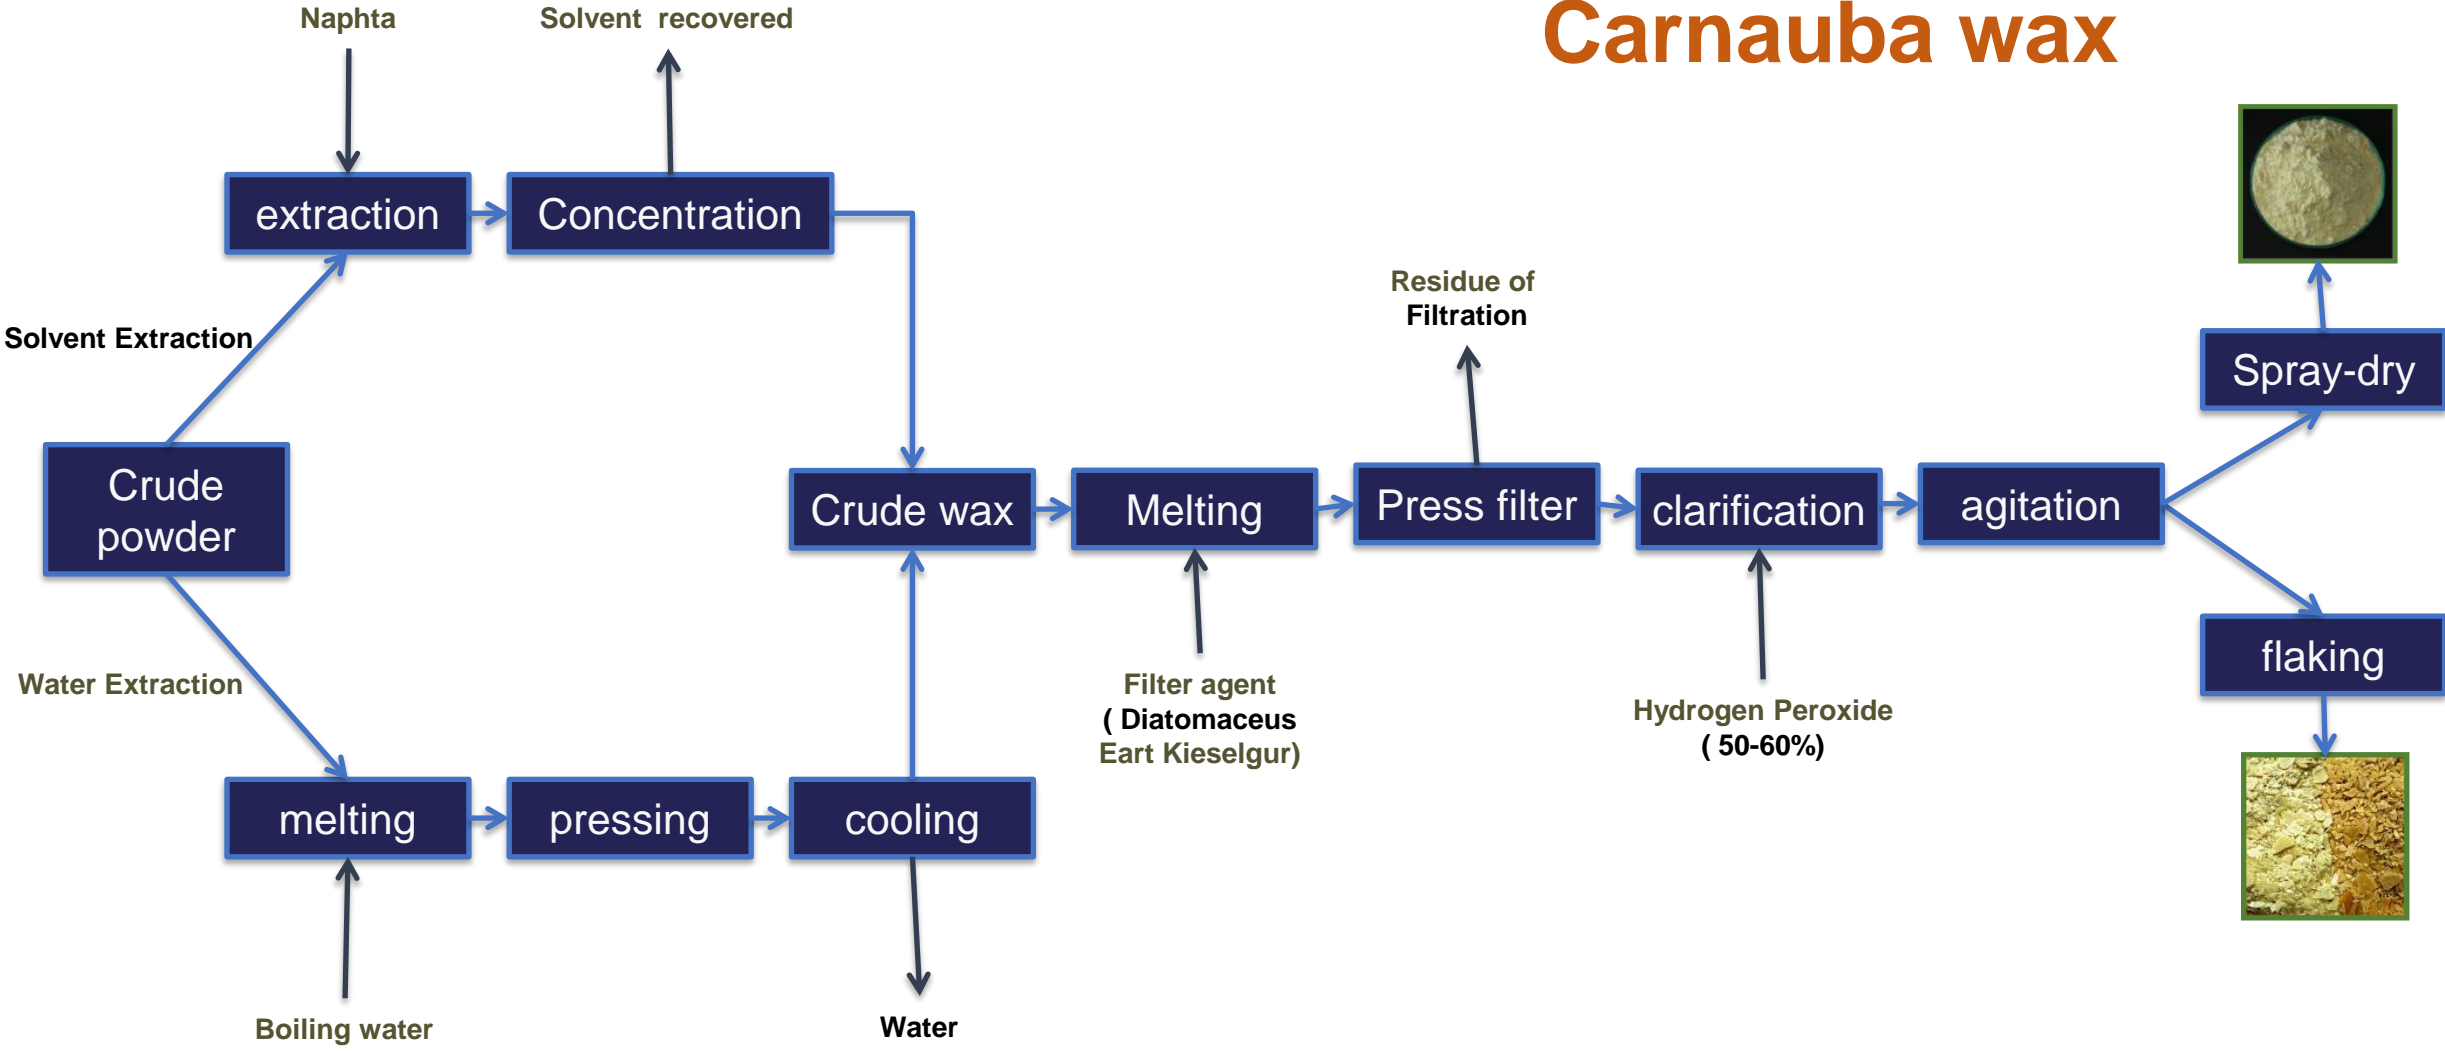 Carnauba wax
Naphta
Solvent recovered
extraction
Concentration
Solvent Extraction
Crude
powder
Water Extraction
melting
pressing
cooling
Boiling water
Water
Crude wax
Melting
Filter agent
( Diatomaceus
Eart Kieselgur)
Press filter
Residue of
Filtration
clarification
Hydrogen Peroxide
( 50-60%)
agitation
Spray-dry
flaking